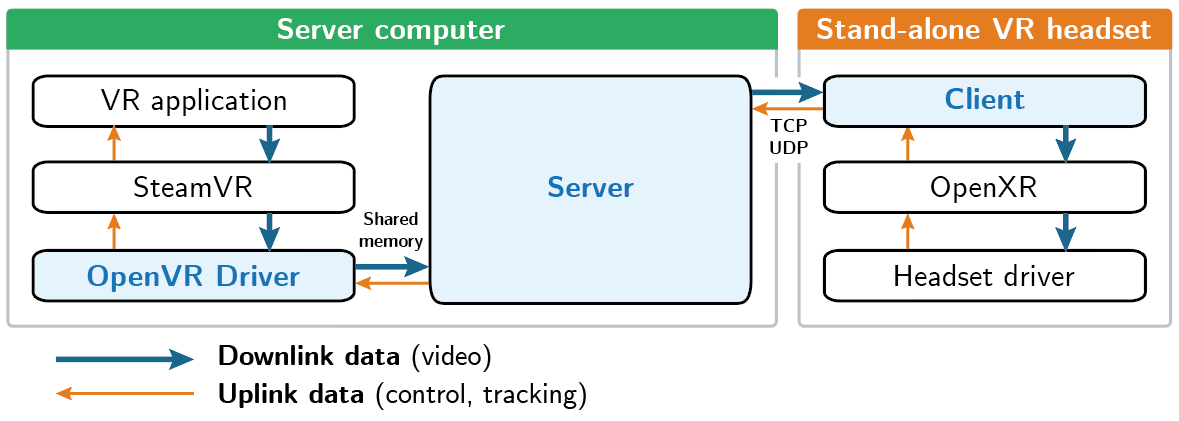 Server computer
Stand-alone VR headset
VR application
SteamVR
OpenVR Driver
Shared
memory
Server
TCP
UDP
Client
OpenXR
Headset driver
Downlink data (video)
Uplink data (control, tracking)